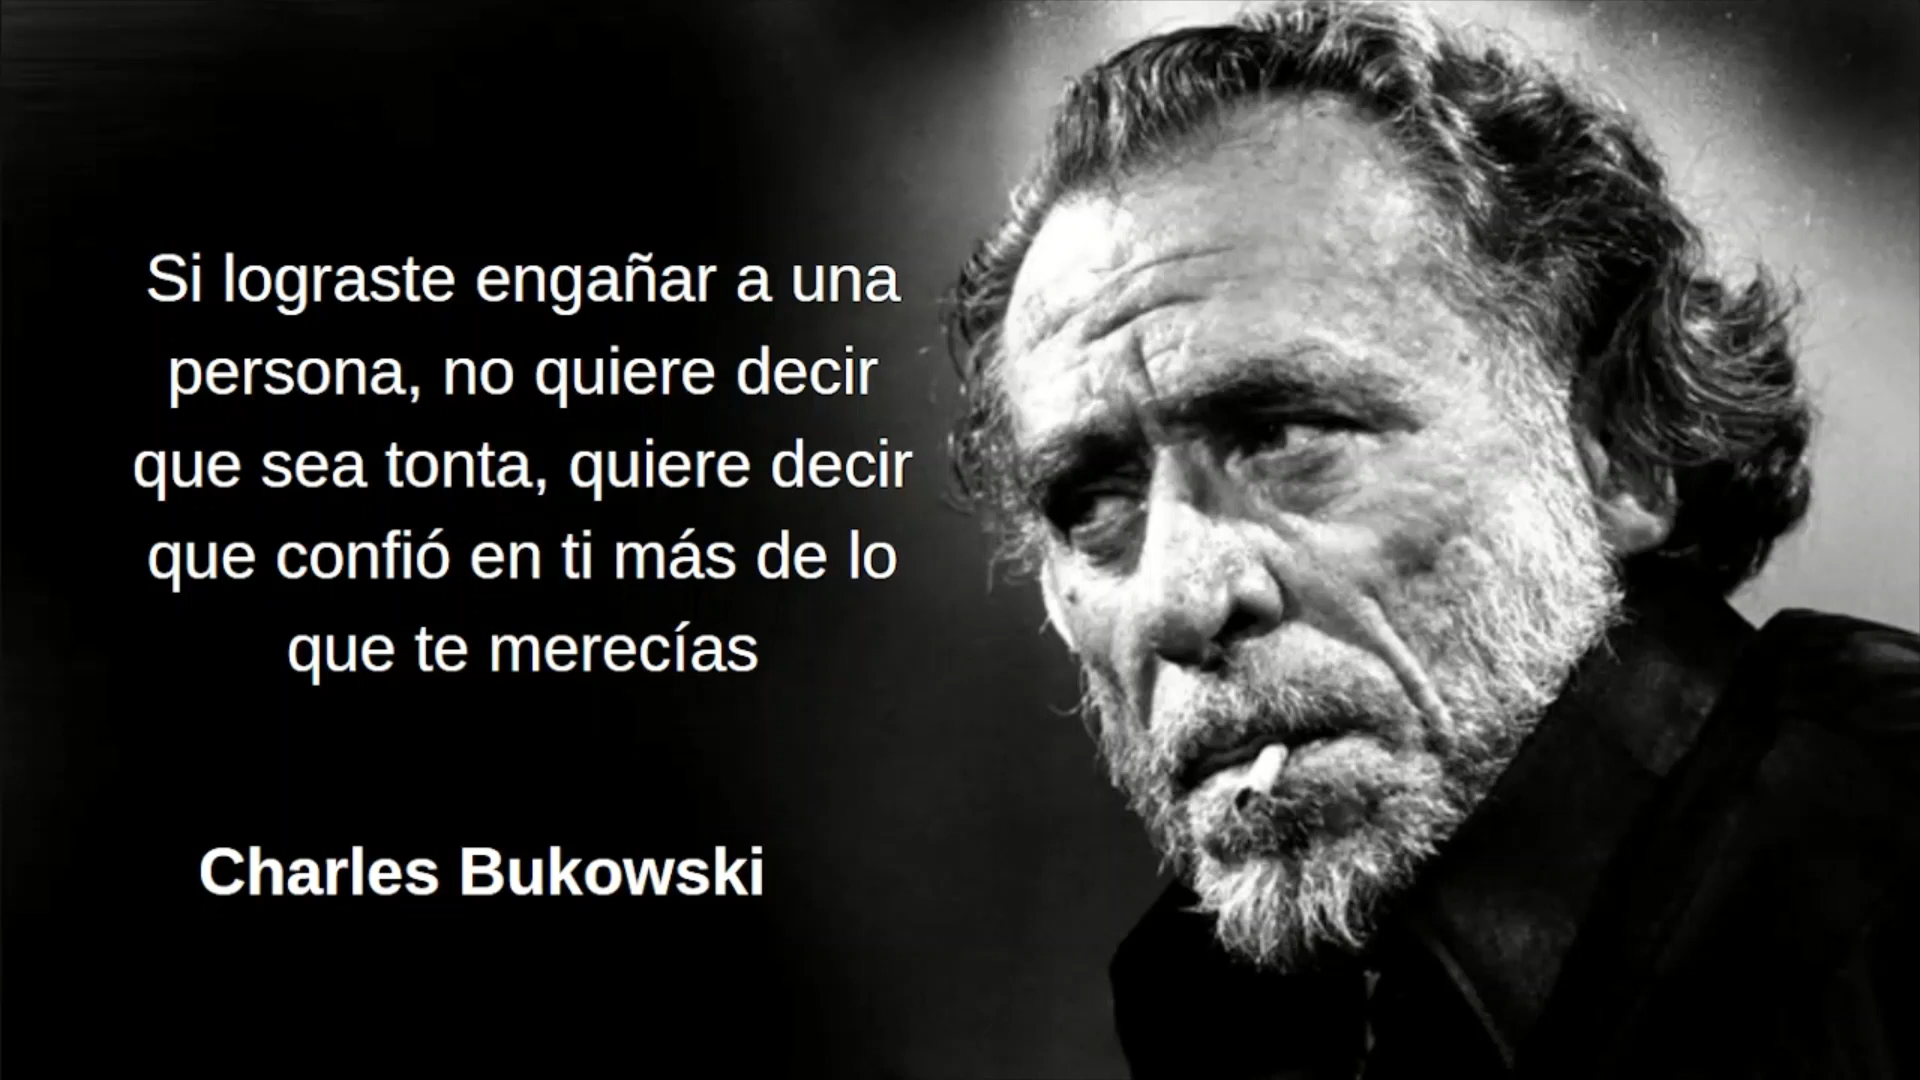 Si lograste engañar a una
persona, no quiere decir
que sea tonta, quiere decir
que confió en ti más de lo
que te merecías
Charles Bukowski